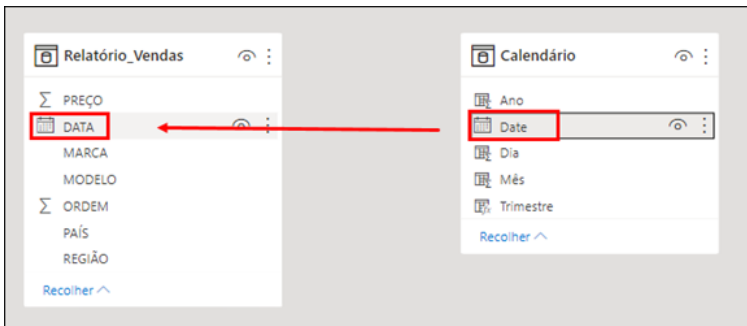 Relatório_Vendas
PREÇO
DATA
MARCA
MODELO
ORDEM
PAÍS
REGIÃO
Recolher
Calendário
Ano
Date
Dia
Mês
Trimestre
Recolher